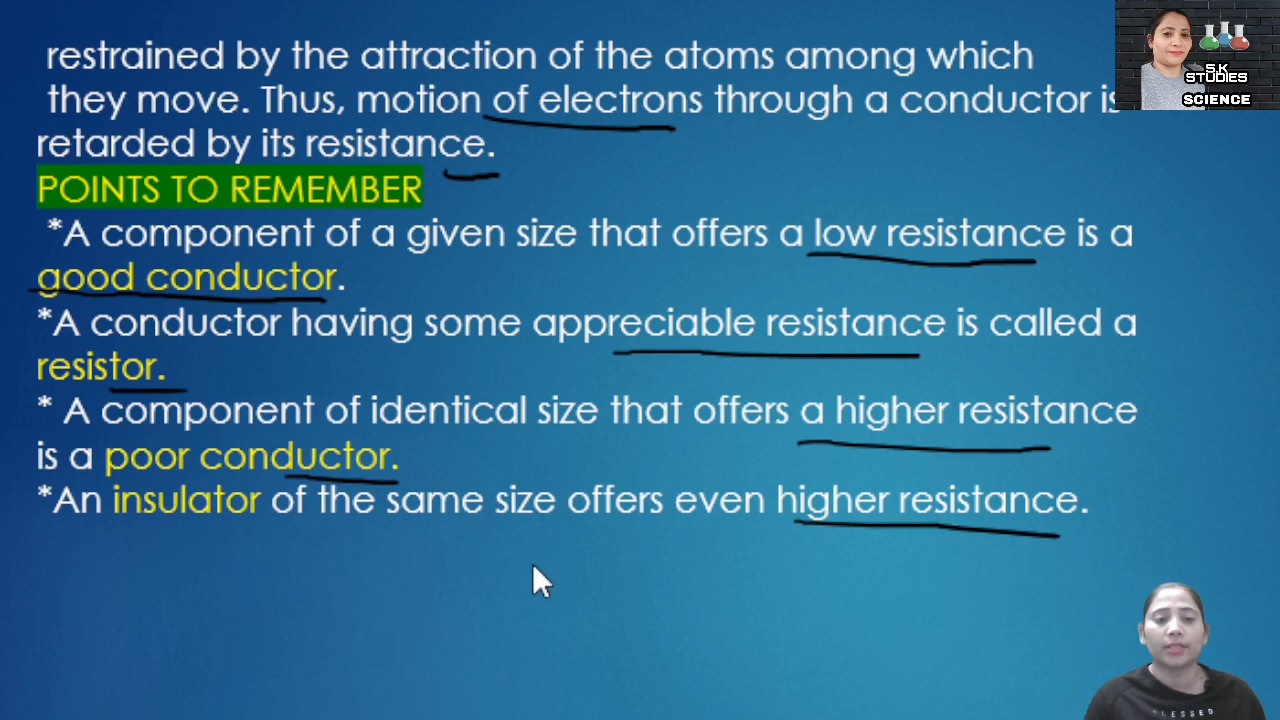 restrained by the attraction of the atoms among which
they move. Thus, motion of electrons through a conductor is
retarded by its resistance.
POINTS TO REMEMBER
*A component of a given size that offers a low resistance is a
good conductor.
*A conductor having some appreciable resistance is called a
resistor.
* A component of identical size that offers a higher resistance
is a poor conductor.
*An insulator of the same size offers even higher resistance.
S.K
STUDIES
SCIENCE
BLESSED